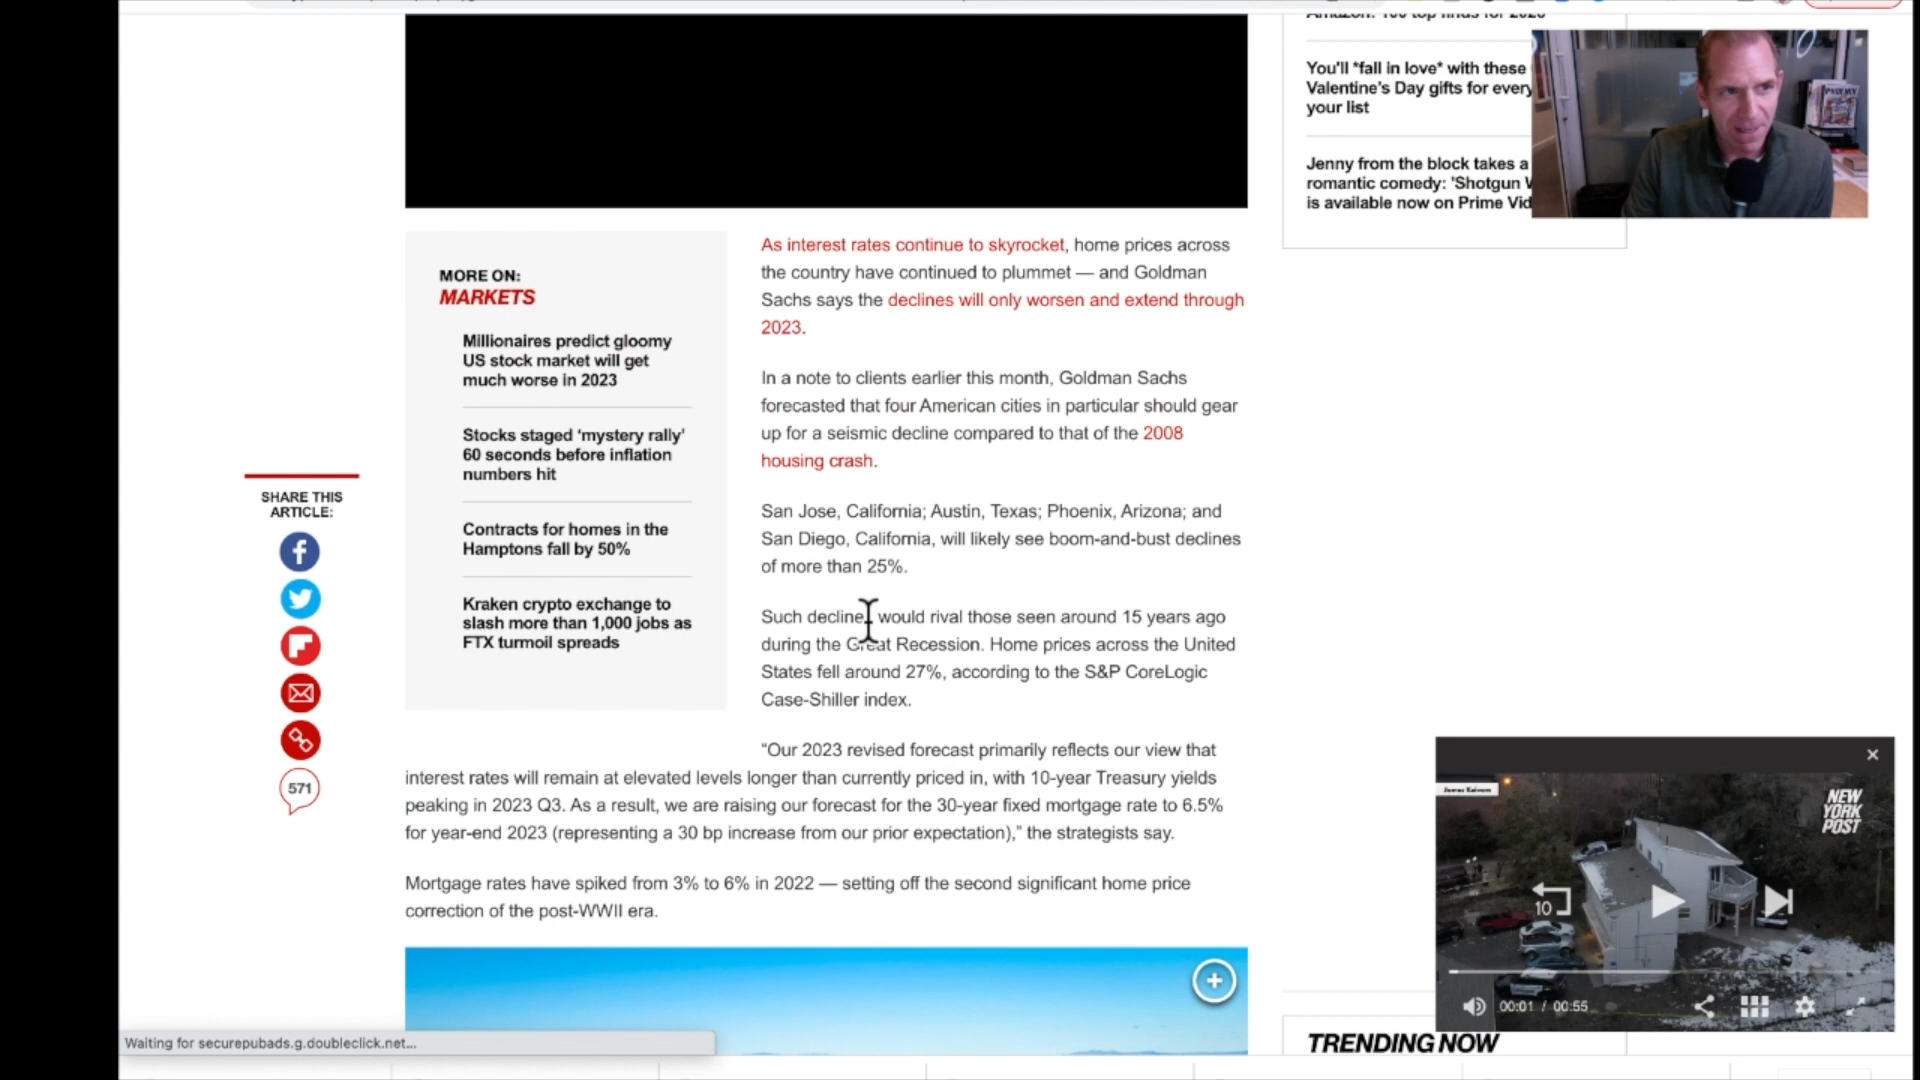 You'll *fall in love* with these
Valentine's Day gifts for every
your list
Jenny from the block takes a
romantic comedy: 'Shotgun W
is available now on Prime Vid
MORE ON:
MARKETS
Millionaires predict gloomy
US stock market will get
much worse in 2023
Stocks staged ‘mystery rally’
60 seconds before inflation
numbers hit
Contracts for homes in the
Hamptons fall by 50%
Kraken crypto exchange to
slash more than 1,000 jobs as
FTX turmoil spreads
SHARE THIS
ARTICLE:
571
As interest rates continue to skyrocket, home prices across
the country have continued to plummet — and Goldman
Sachs says the declines will only worsen and extend through
2023.
In a note to clients earlier this month, Goldman Sachs
forecasted that four American cities in particular should gear
up for a seismic decline compared to that of the 2008
housing crash.
San Jose, California; Austin, Texas; Phoenix, Arizona; and
San Diego, California, will likely see boom-and-bust declines
of more than 25%.
Such decline would rival those seen around 15 years ago
during the Great Recession. Home prices across the United
States fell around 27%, according to the S&P CoreLogic
Case-Shiller index.
“Our 2023 revised forecast primarily reflects our view that
interest rates will remain at elevated levels longer than currently priced in, with 10-year Treasury yields
peaking in 2023 Q3. As a result, we are raising our forecast for the 30-year fixed mortgage rate to 6.5%
for year-end 2023 (representing a 30 bp increase from our prior expectation),” the strategists say.
Mortgage rates have spiked from 3% to 6% in 2022 — setting off the second significant home price
correction of the post-WWII era.
NEW
YORK
POST
10
00:01 / 00:55
TRENDING NOW
Waiting for securepubads.g.doubleclick.net...